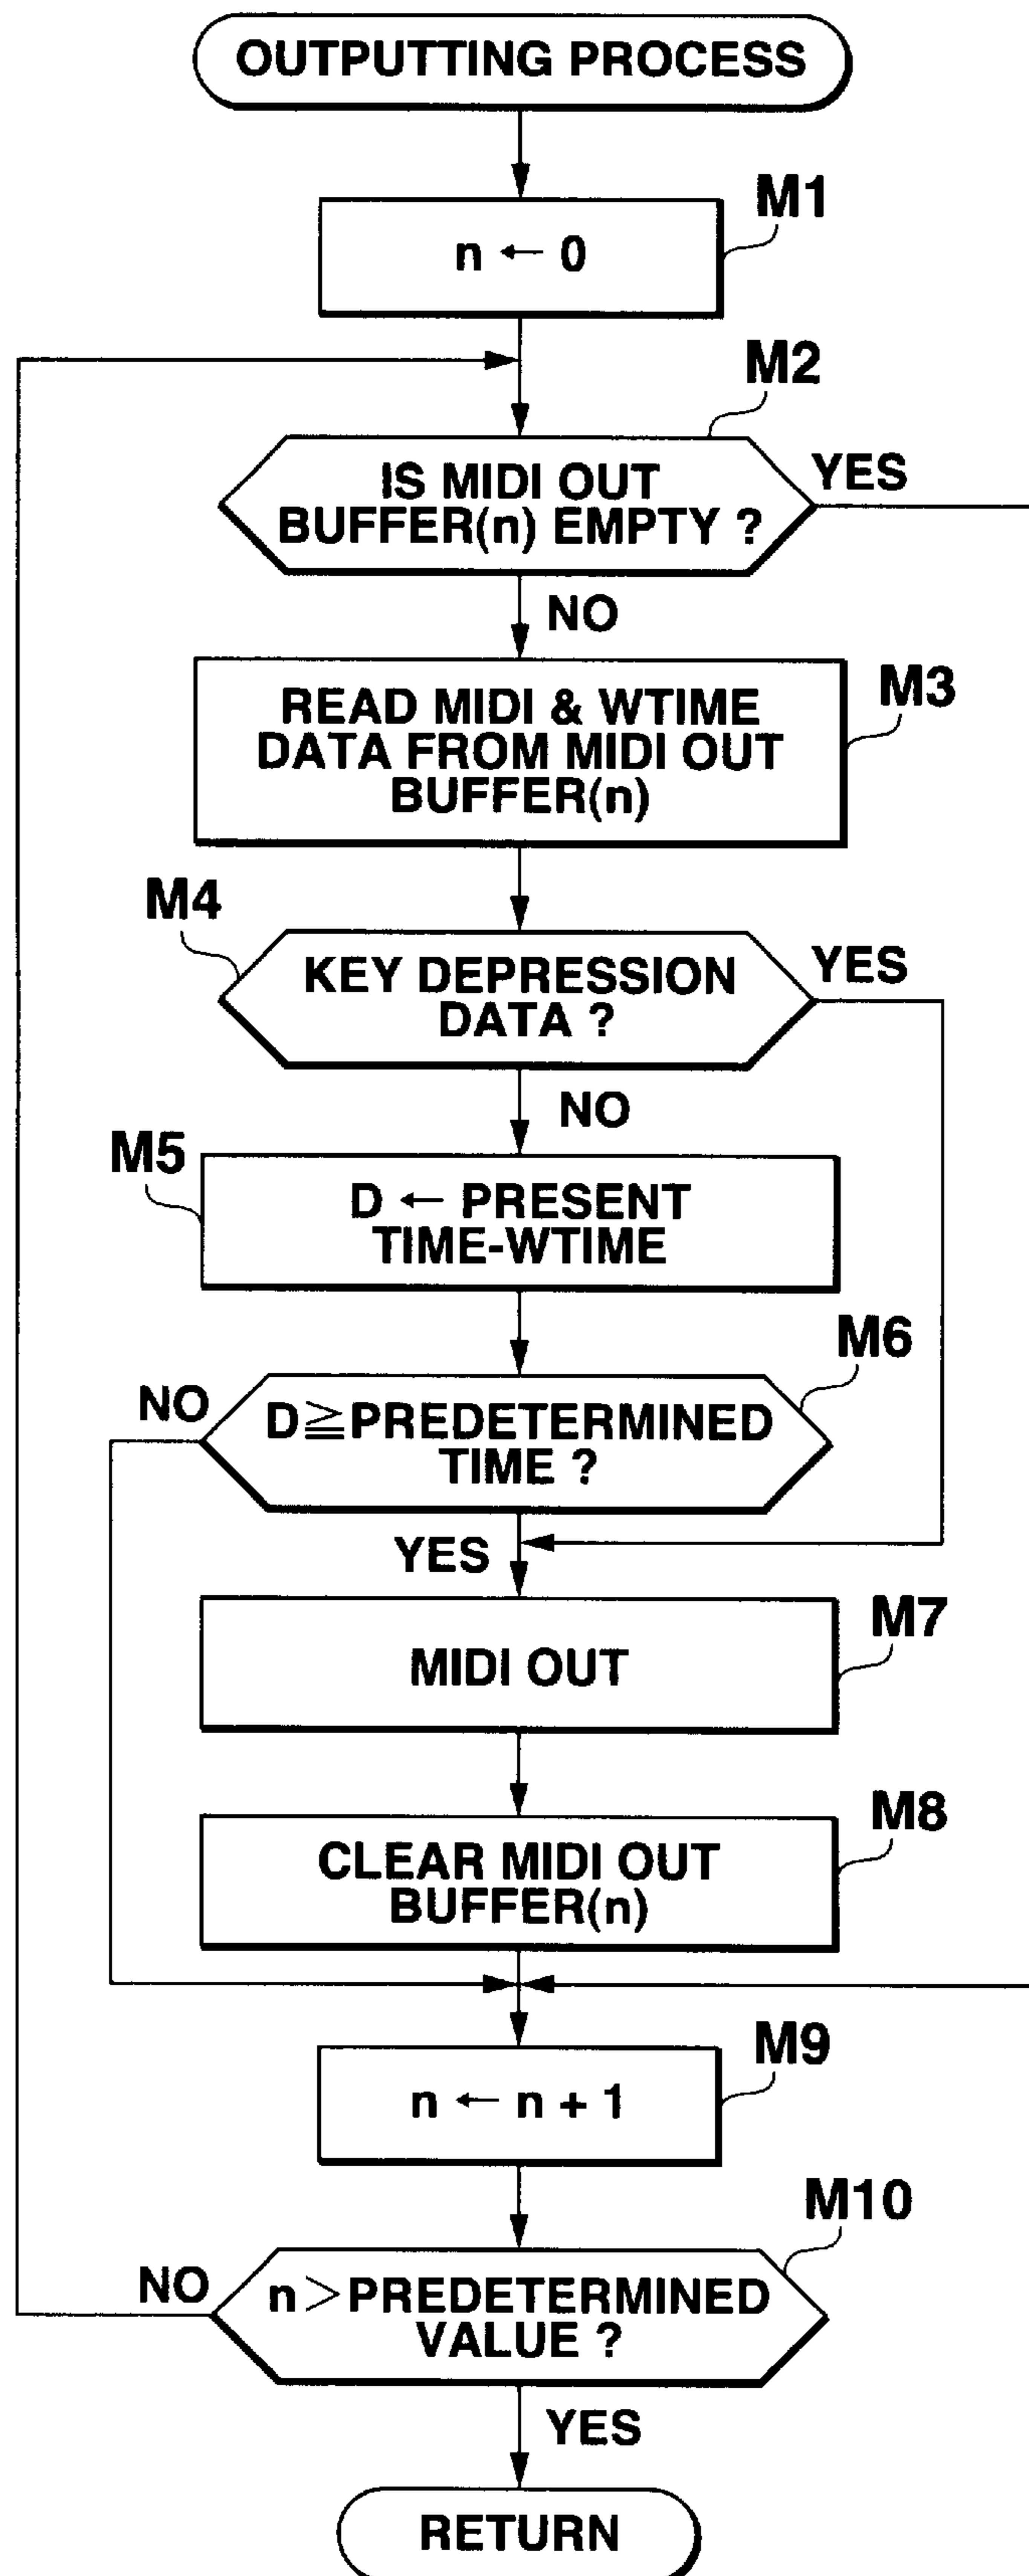 OUTPUTTING PROCESS
M1
n ← 0
M2
IS MIDI OUT
BUFFER(n) EMPTY ?
YES
NO
M3
READ MIDI & WTIME
DATA FROM MIDI OUT
BUFFER(n)
M4
KEY DEPRESSION
DATA ?
YES
NO
M5
D ← PRESENT
TIME-WTIME
M6
NO
D≧PREDETERMINED
TIME ?
YES
M7
MIDI OUT
M8
CLEAR MIDI OUT
BUFFER(n)
M9
n ← n + 1
M10
NO
n>PREDETERMINED
VALUE ?
YES
RETURN